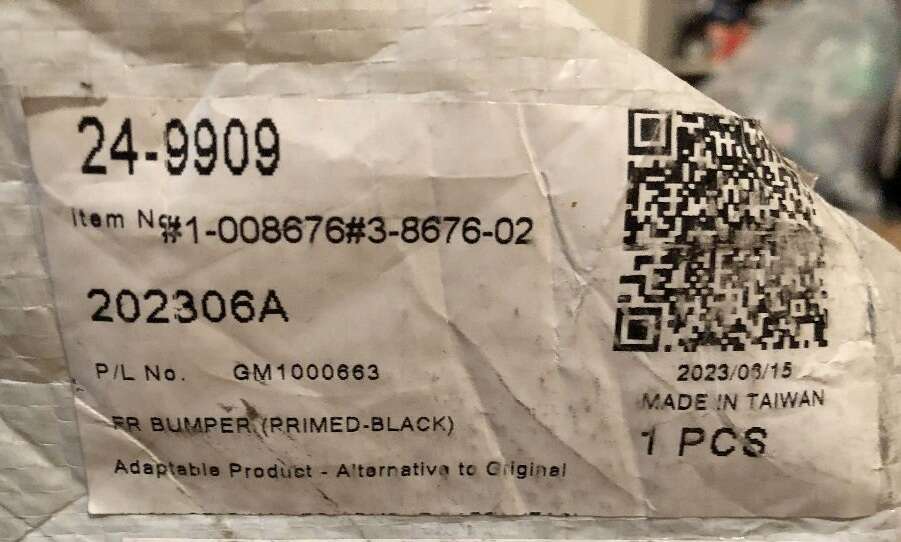 24-9909
Item No. #1-008676#3-8676-02
202306A
P/L No. GM1000663
FR BUMPER (PRIMED-BLACK)
Adaptable Product - Alternative to Original
2023/06/15
MADE IN TAIWAN
1 PCS